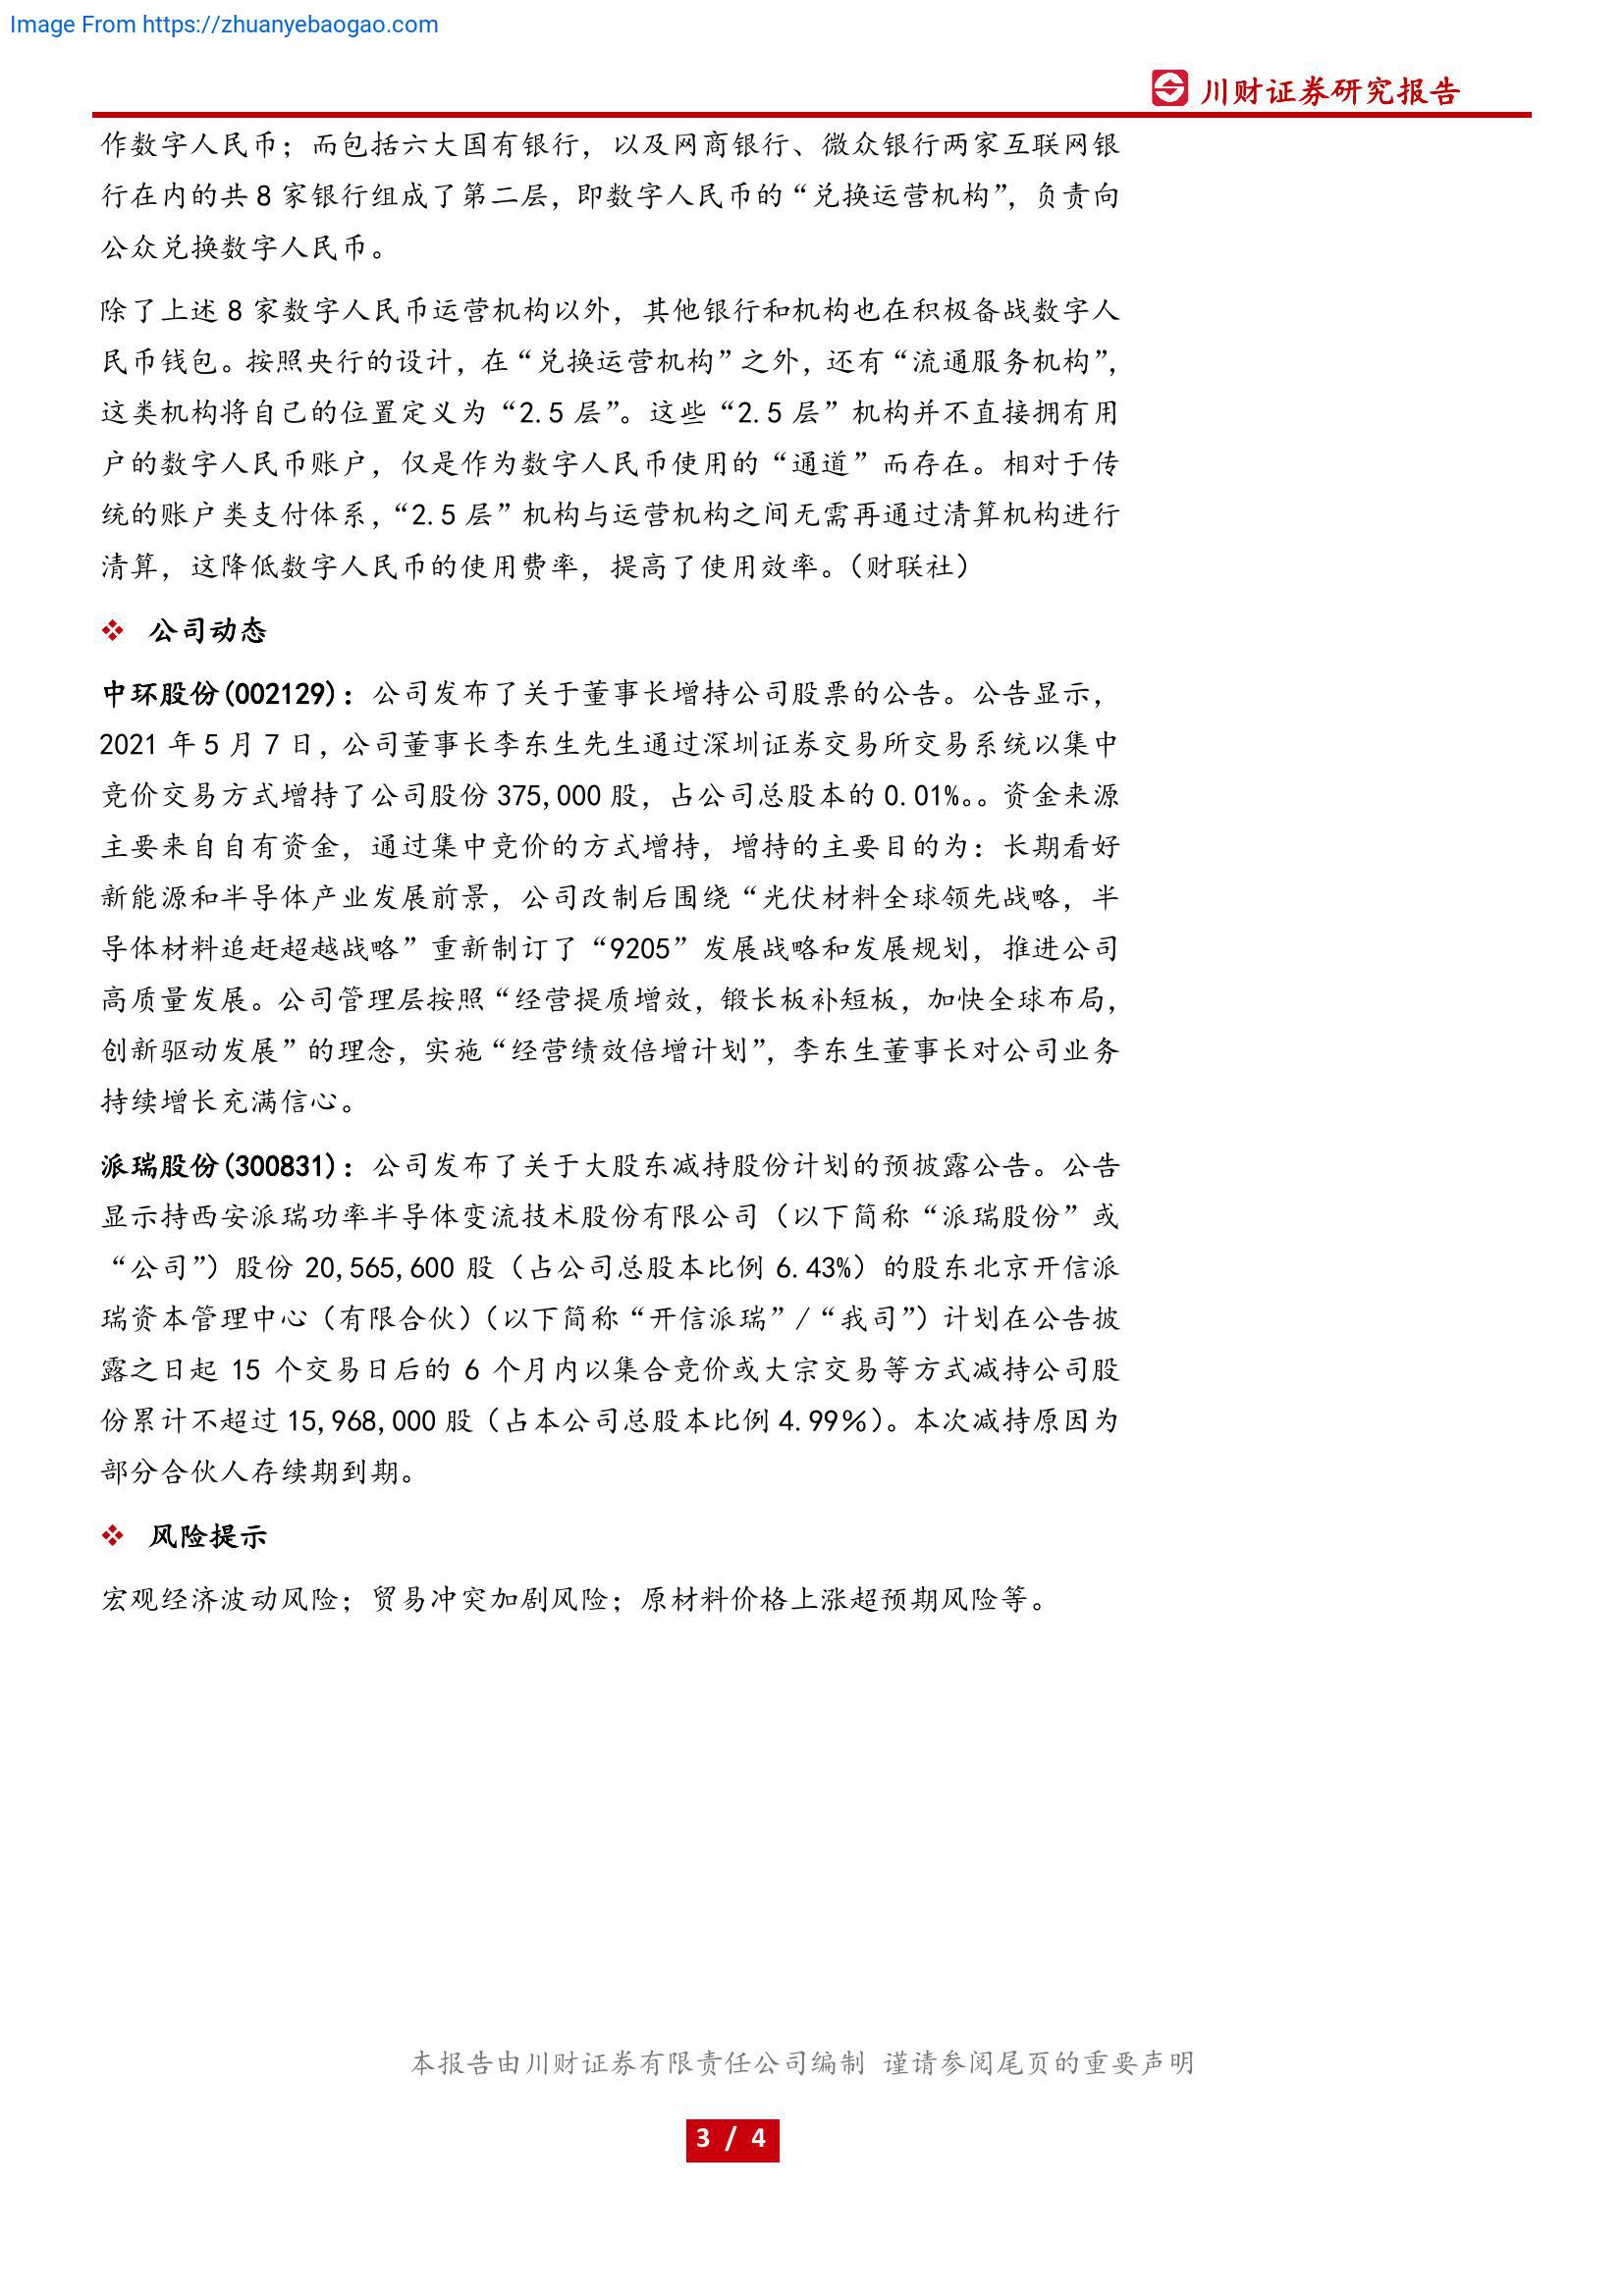 Image From https://zhuanyebaogao.com
川财证券研究报告
作数字人民币；而包括六大国有银行，以及网商银行、微众银行两家互联网银
行在内的共 8 家银行组成了第二层，即数字人民币的“兑换运营机构”，负责向
公众兑换数字人民币。
除了上述 8 家数字人民币运营机构以外，其他银行和机构也在积极备战数字人
民币钱包。按照央行的设计，在“兑换运营机构”之外，还有“流通服务机构”，
这类机构将自己的位置定义为“2.5 层”。这些“2.5 层”机构并不直接拥有用
户的数字人民币账户，仅是作为数字人民币使用的“通道”而存在。相对于传
统的账户类支付体系，“2.5 层”机构与运营机构之间无需再通过清算机构进行
清算，这降低数字人民币的使用费率，提高了使用效率。（财联社）
❖ 公司动态
中环股份(002129)：公司发布了关于董事长增持公司股票的公告。公告显示，
2021 年 5 月 7 日，公司董事长李东生先生通过深圳证券交易所交易系统以集中
竞价交易方式增持了公司股份 375,000 股，占公司总股本的 0.01%。。资金来源
主要来自自有资金，通过集中竞价的方式增持，增持的主要目的为：长期看好
新能源和半导体产业发展前景，公司改制后围绕“光伏材料全球领先战略，半
导体材料追赶超越战略”重新制订了“9205”发展战略和发展规划，推进公司
高质量发展。公司管理层按照“经营提质增效，锻长板补短板，加快全球布局，
创新驱动发展”的理念，实施“经营绩效倍增计划”，李东生董事长对公司业务
持续增长充满信心。
派瑞股份(300831)：公司发布了关于大股东减持股份计划的预披露公告。公告
显示持西安派瑞功率半导体变流技术股份有限公司（以下简称“派瑞股份”或
“公司”）股份 20,565,600 股（占公司总股本比例 6.43%）的股东北京开信派
瑞资本管理中心（有限合伙）（以下简称“开信派瑞”/“我司”）计划在公告披
露之日起 15 个交易日后的 6 个月内以集合竞价或大宗交易等方式减持公司股
份累计不超过 15,968,000 股（占本公司总股本比例 4.99％）。本次减持原因为
部分合伙人存续期到期。
❖ 风险提示
宏观经济波动风险；贸易冲突加剧风险；原材料价格上涨超预期风险等。
本报告由川财证券有限责任公司编制 谨请参阅尾页的重要声明
3 / 4